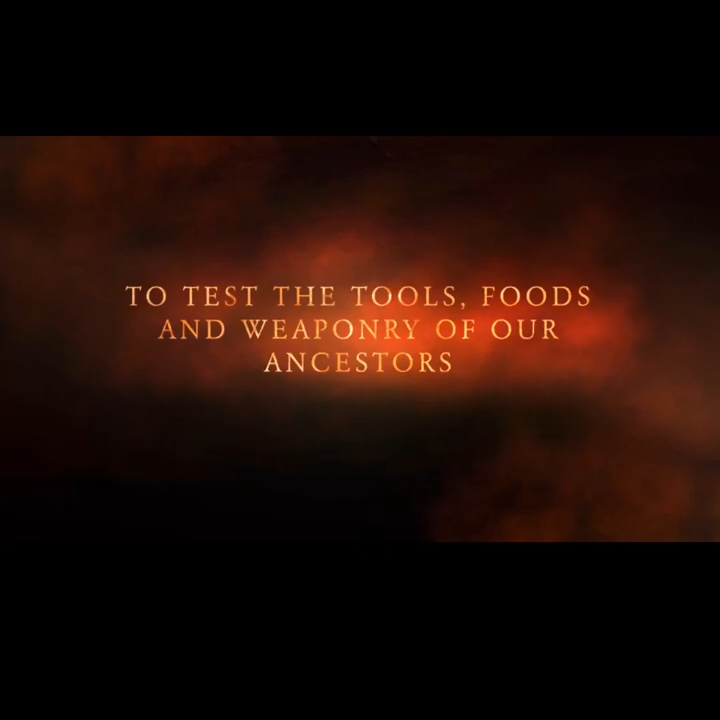 TO TEST THE TOOLS, FOODS
AND WEAPONRY OF OUR
ANCESTORS